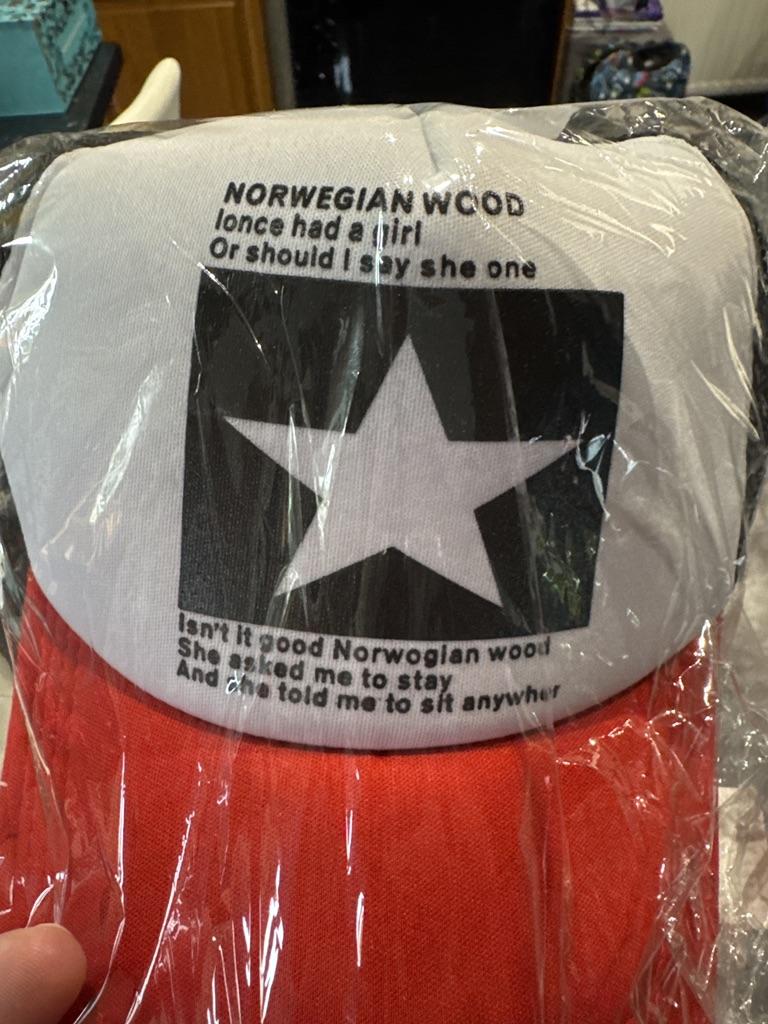 NORWEGIAN WOOD
Ionce had a girl
Or should I say she one
Isn't it good Norwogian wood
She asked me to stay
And she told me to sit anywher